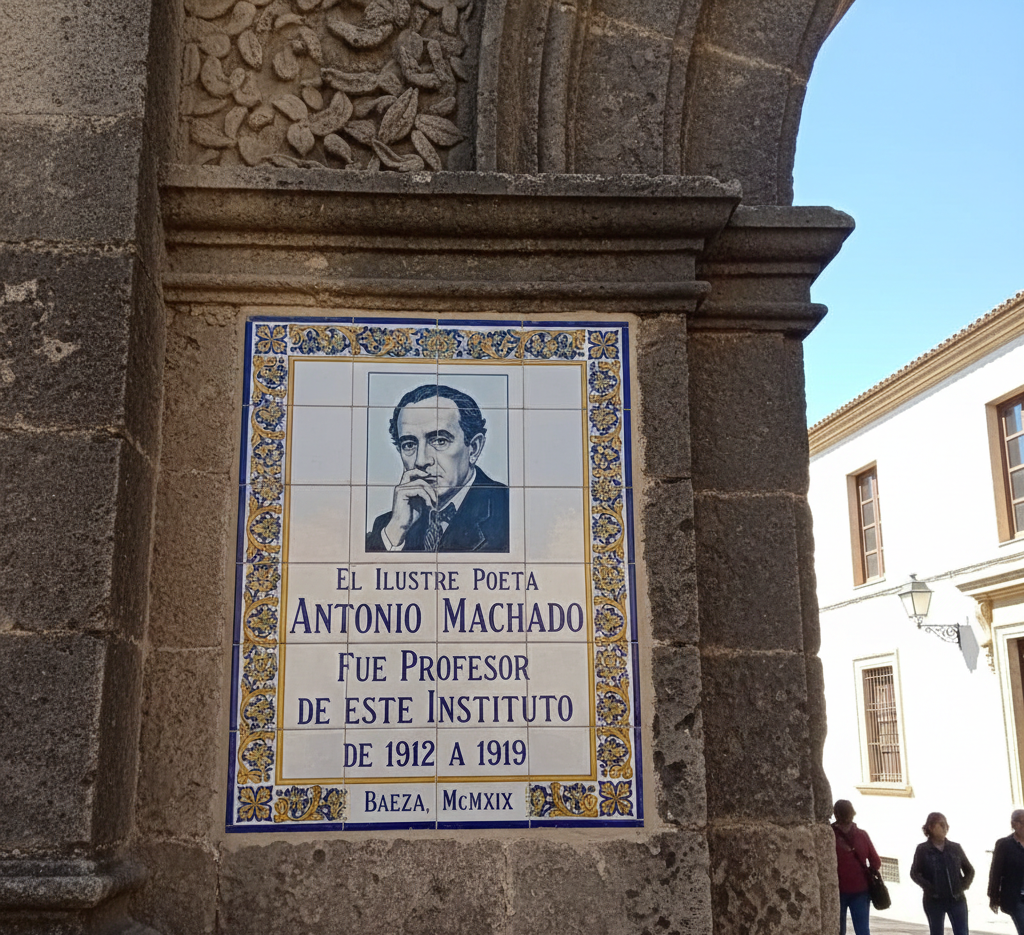 EL ILUSTRE POETA
ANTONIO MACHADO
FUE PROFESOR
DE ESTE INSTITUTO
DE 1912 A 1919
BAEZA, McMXIX